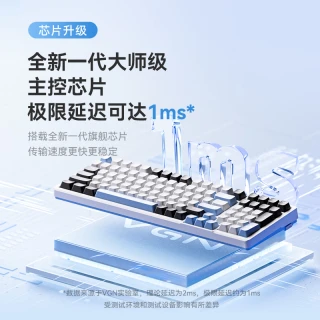 芯片升级
全新一代大师级
主控芯片
极限延迟可达1ms*
搭载全新一代旗舰芯片
传输速度更快更稳定
1ms
VGN
*数据来源于VGN实验室，理论延迟为2ms，极限延迟约为1ms
受测试环境和测试设备影响有所差异